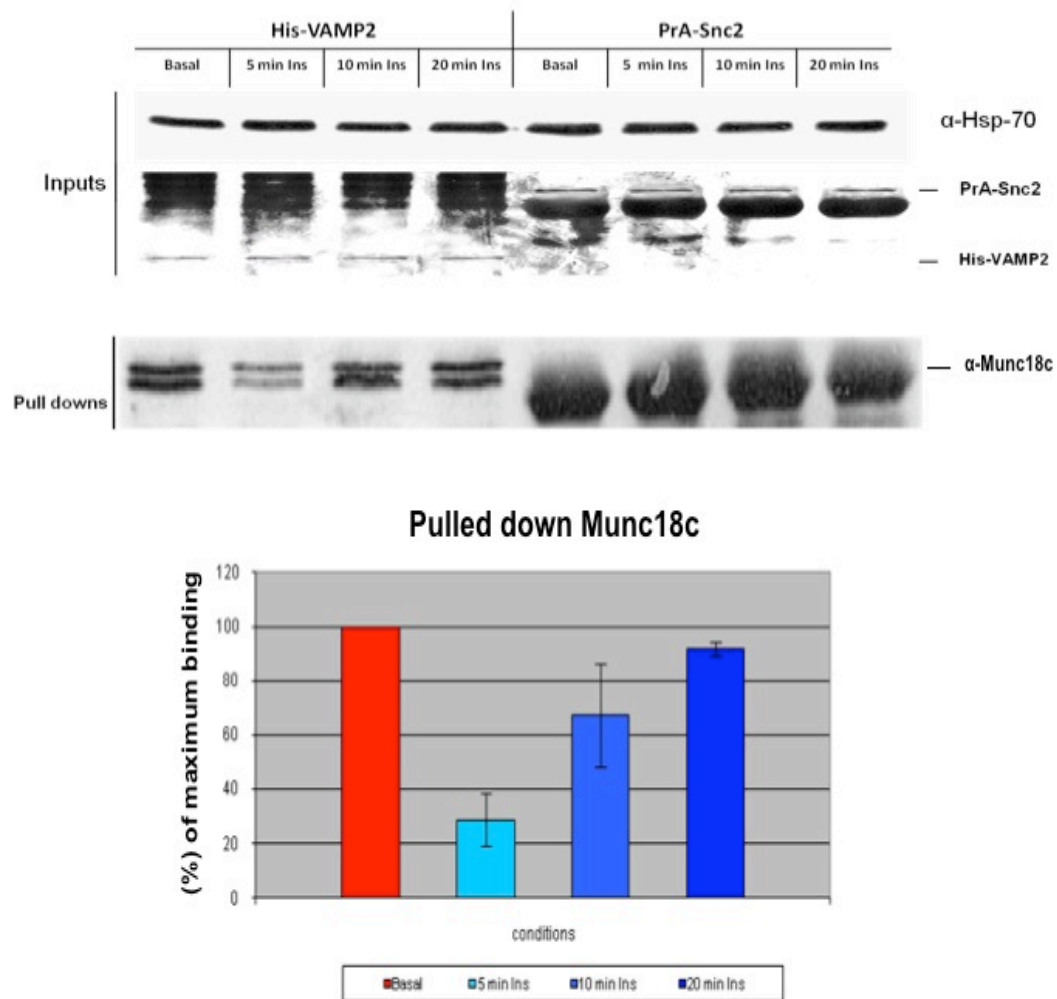 His-VAMP2 PrA-Snc2
Basal 5 min Ins 10 min Ins 20 min Ins Basal 5 min Ins 10 min Ins 20 min Ins
α-Hsp-70
Inputs
PrA-Snc2
His-VAMP2
α-Munc18c
Pull downs
Pulled down Munc18c
(%) of maximum binding
120
100
80
60
40
20
0
conditions
Basal 5 min Ins 10 min Ins 20 min Ins